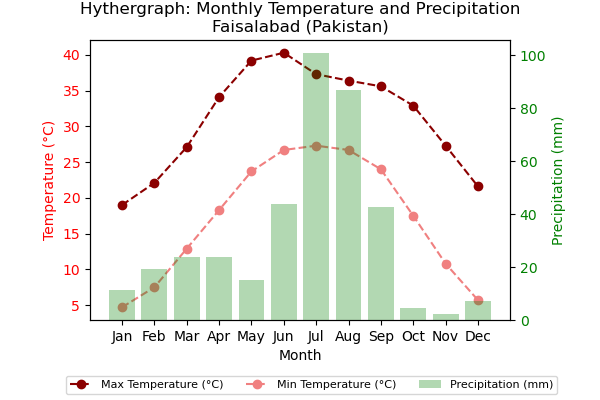 Hythergraph: Monthly Temperature and Precipitation
Faisalabad (Pakistan)
Temperature (°C)
40
35
30
25
20
15
10
5
Precipitation (mm)
100
80
60
40
20
0
Jan Feb Mar Apr May Jun Jul Aug Sep Oct Nov Dec
Month
Max Temperature (°C) Min Temperature (°C) Precipitation (mm)